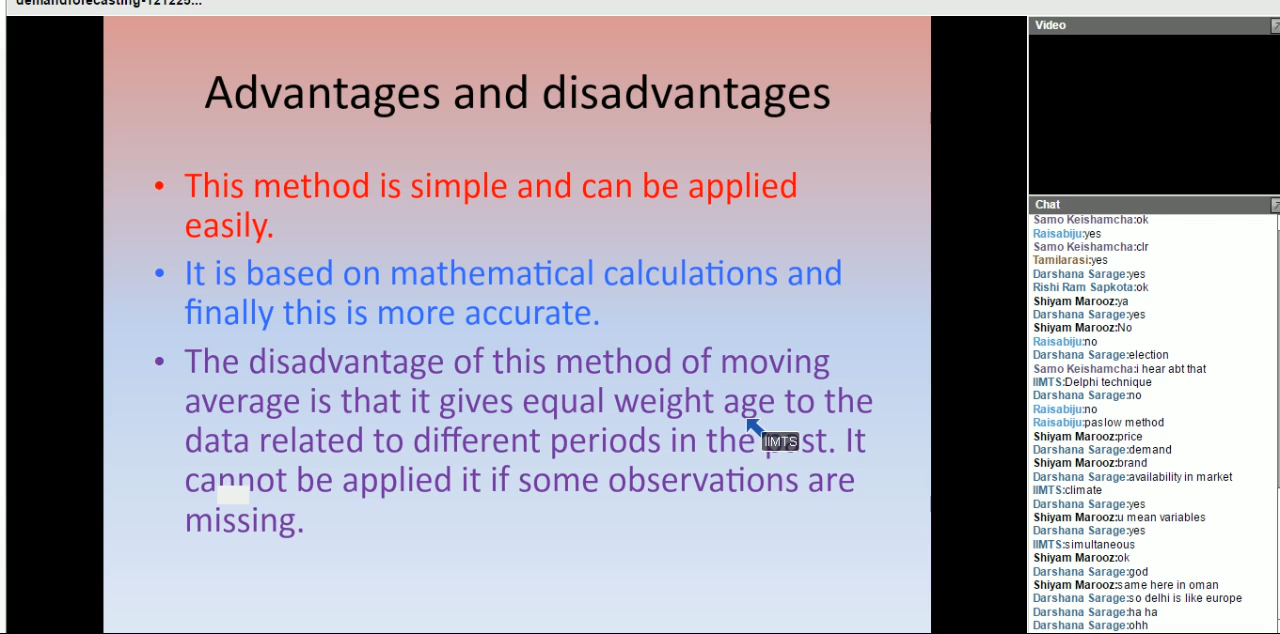 demandforecasting-121225...
Advantages and disadvantages
• This method is simple and can be applied
easily.
• It is based on mathematical calculations and
finally this is more accurate.
• The disadvantage of this method of moving
average is that it gives equal weight age to the
data related to different periods in the past. It
cannot be applied it if some observations are
missing.
IIMTS
Video
Chat
Samo Keishamcha:ok
Raisabiju:yes
Samo Keishamcha:clr
Tamilarasi:yes
Darshana Sarage:yes
Rishi Ram Sapkota:ok
Shiyam Marooz:ya
Darshana Sarage:yes
Shiyam Marooz:No
Raisabiju:no
Darshana Sarage:election
Samo Keishamcha:i hear abt that
IIMTS:Delphi technique
Darshana Sarage:no
Raisabiju:no
Raisabiju:paslow method
Shiyam Marooz:price
Darshana Sarage:demand
Shiyam Marooz:brand
Darshana Sarage:availability in market
IIMTS:climate
Darshana Sarage:yes
Shiyam Marooz:u mean variables
Darshana Sarage:yes
IIMTS:simultaneous
Shiyam Marooz:ok
Darshana Sarage:god
Shiyam Marooz:same here in oman
Darshana Sarage:so delhi is like europe
Darshana Sarage:ha ha
Darshana Sarage:ohh